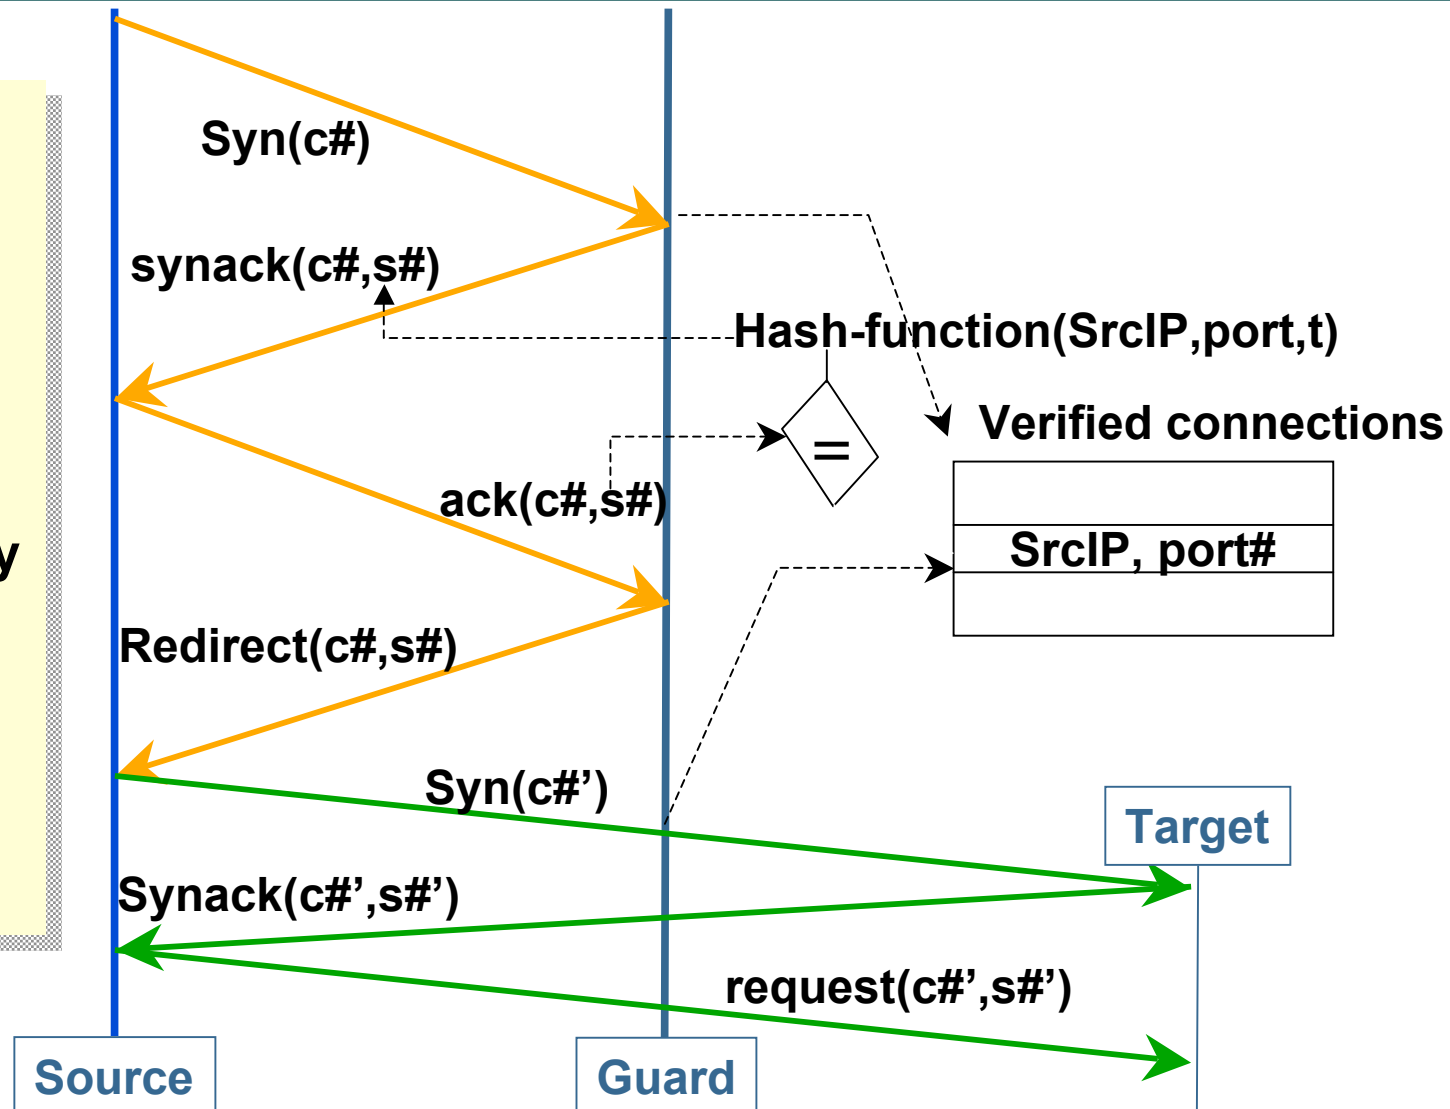 Syn(c#)
synack(c#,s#)
Hash-function(SrcIP,port,t)
Verified connections
=
ack(c#,s#)
SrcIP, port#
y
Redirect(c#,s#)
Syn(c#’)
Target
Synack(c#’,s#’)
request(c#’,s#’)
Source
Guard